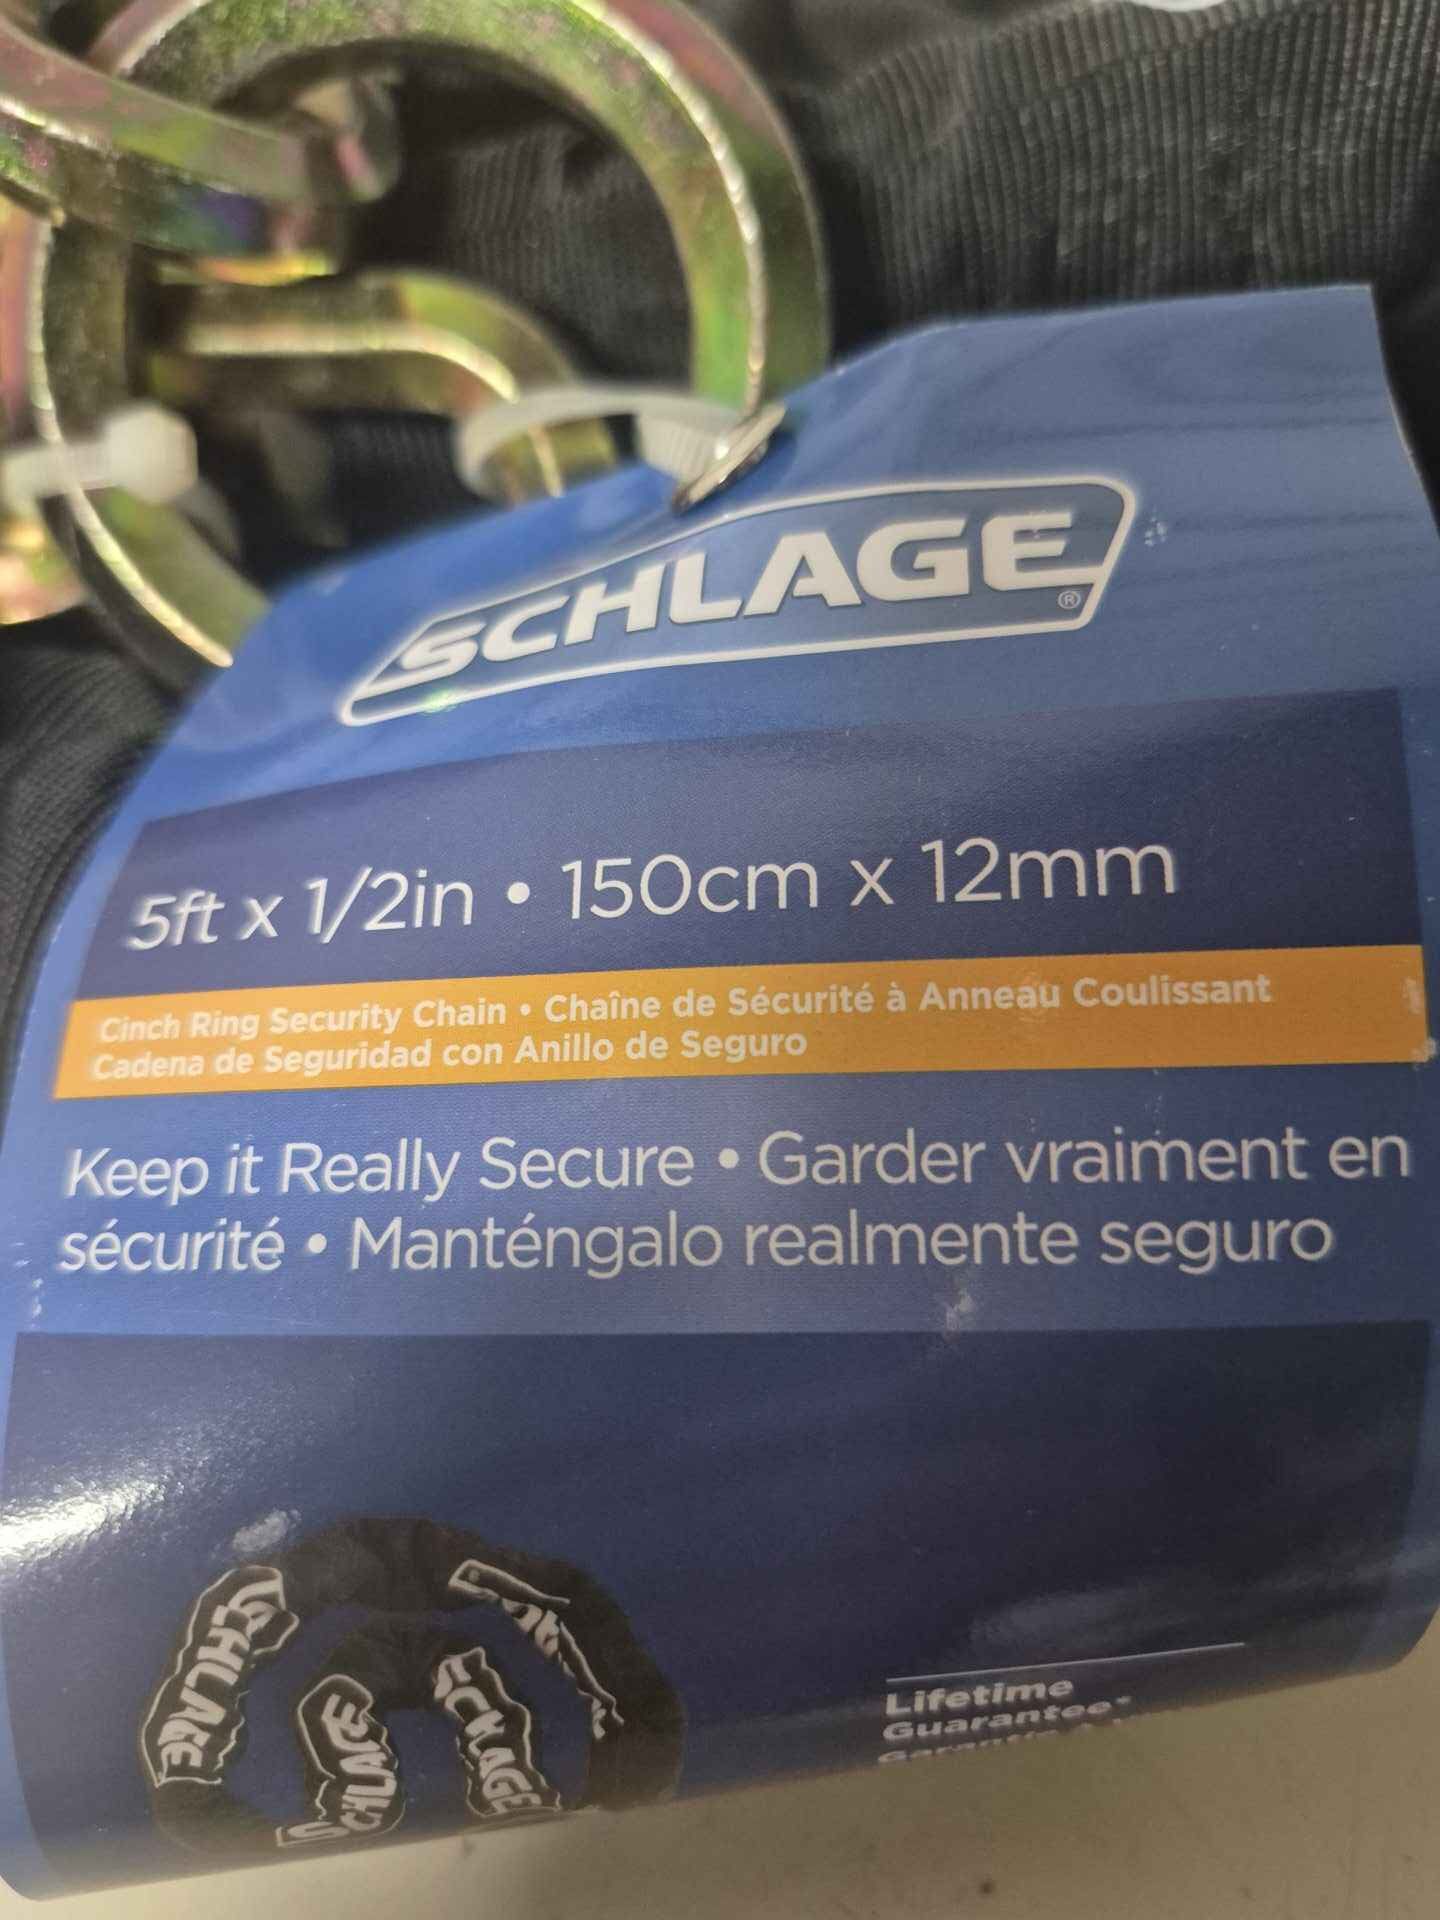 SCHLAGE®
5ft x 1/2in • 150cm x 12mm
Cinch Ring Security Chain • Chaîne de Sécurité à Anneau Coulissant
Cadena de Seguridad con Anillo de Seguro
Keep it Really Secure • Garder vraiment en
sécurité • Manténgalo realmente seguro
SCHLAGE
SCHLAGE
SCHLAGE
Lifetime
Guarantee*